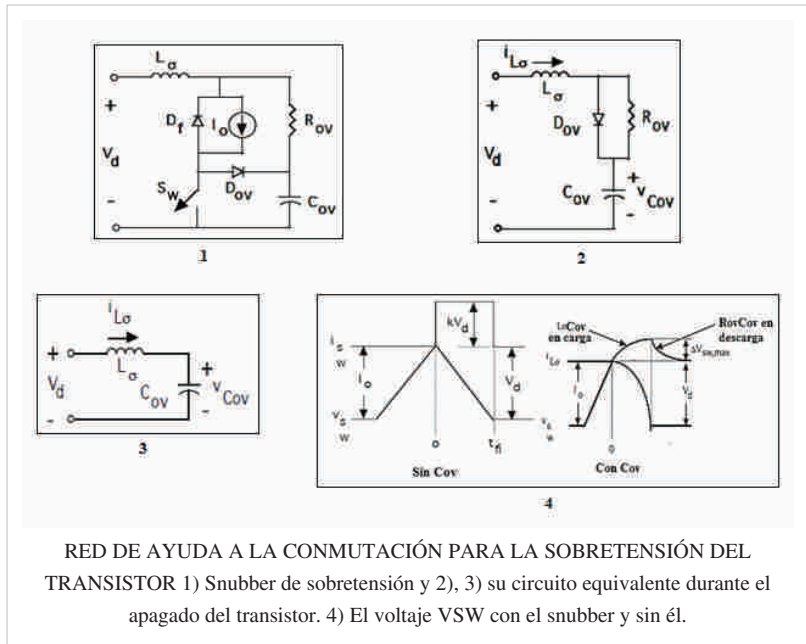 Lσ
+
Df
Io
Rov
Vd
Sw
Dov
Cov
-
1
iLσ
Lσ
+
Dov
Rov
Vd
+
Cov
vCov
-
-
2
iLσ
+
Lσ
+
Vd
Cov
vCov
-
-
3
kVd
is
w
Io
Vd
vs
w
o
tfi
Sin Cov
LσCov
en carga
RovCov en
descarga
ΔVsw,max
iLσ
Io
Vd
vs
w
0
Con Cov
4
RED DE AYUDA A LA CONMUTACIÓN PARA LA SOBRETENSIÓN DEL
TRANSISTOR 1) Snubber de sobretensión y 2), 3) su circuito equivalente durante el
apagado del transistor. 4) El voltaje VSW con el snubber y sin él.